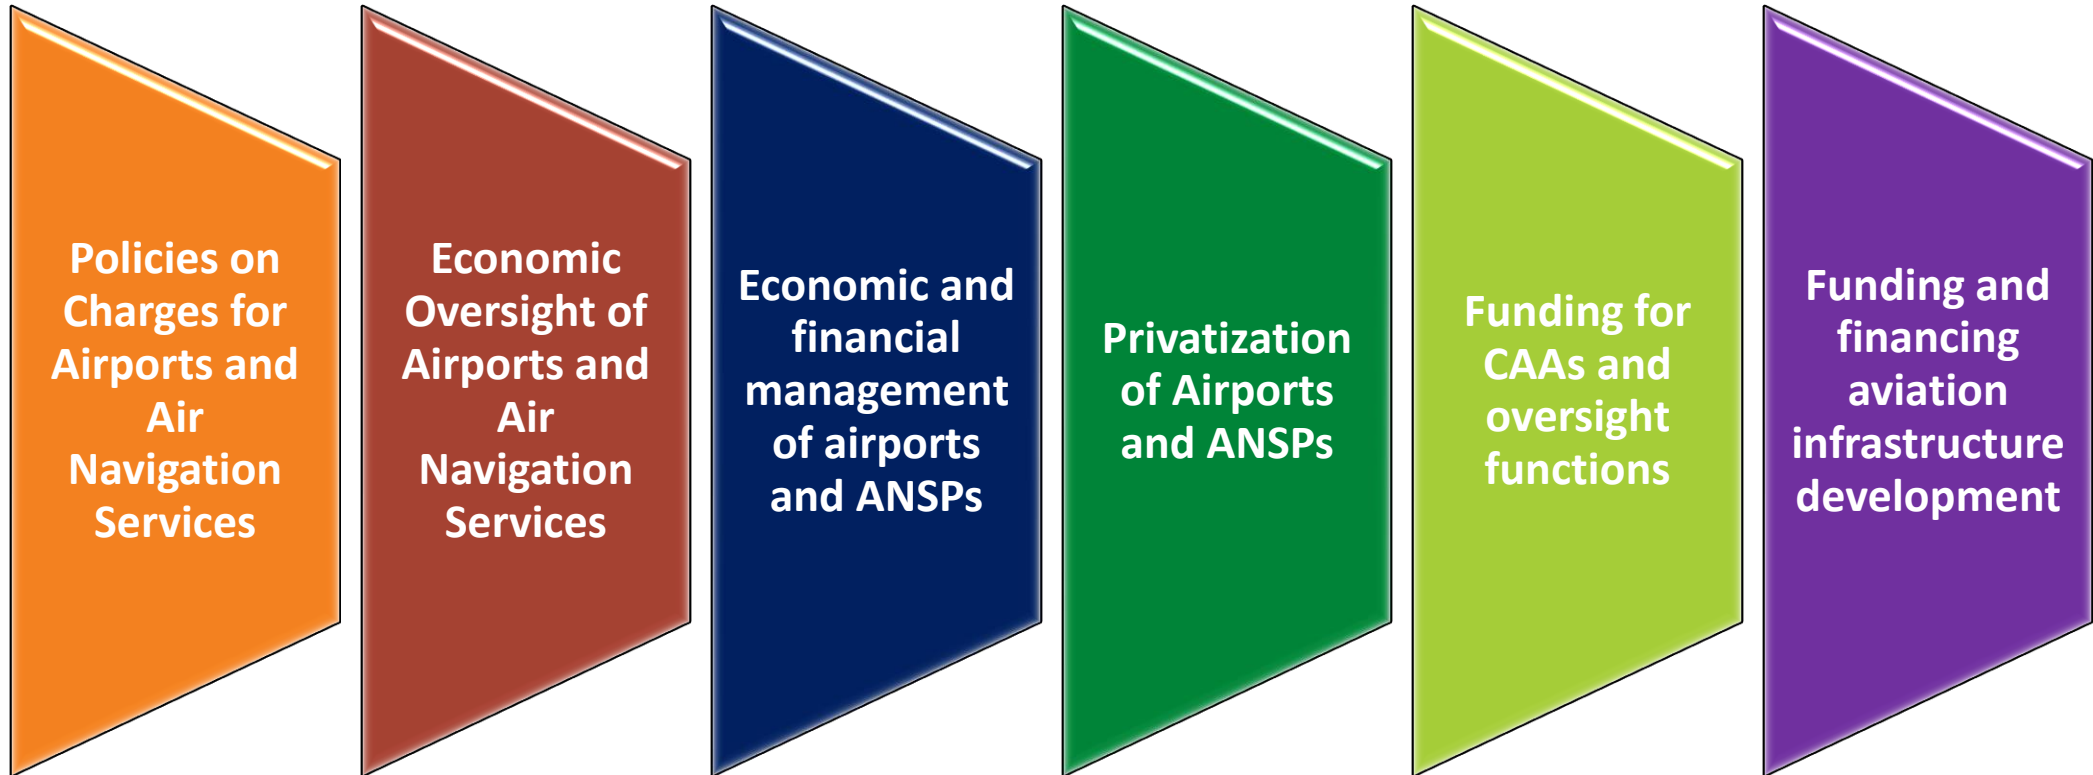 Policies on
Charges for
Airports and
Air
Navigation
Services
Economic
Oversight of
Airports and
Air
Navigation
Services
Economic and
financial
management
of airports
and ANSPs
Privatization
of Airports
and ANSPs
Funding for
CAAs and
oversight
functions
Funding and
financing
aviation
infrastructure
development